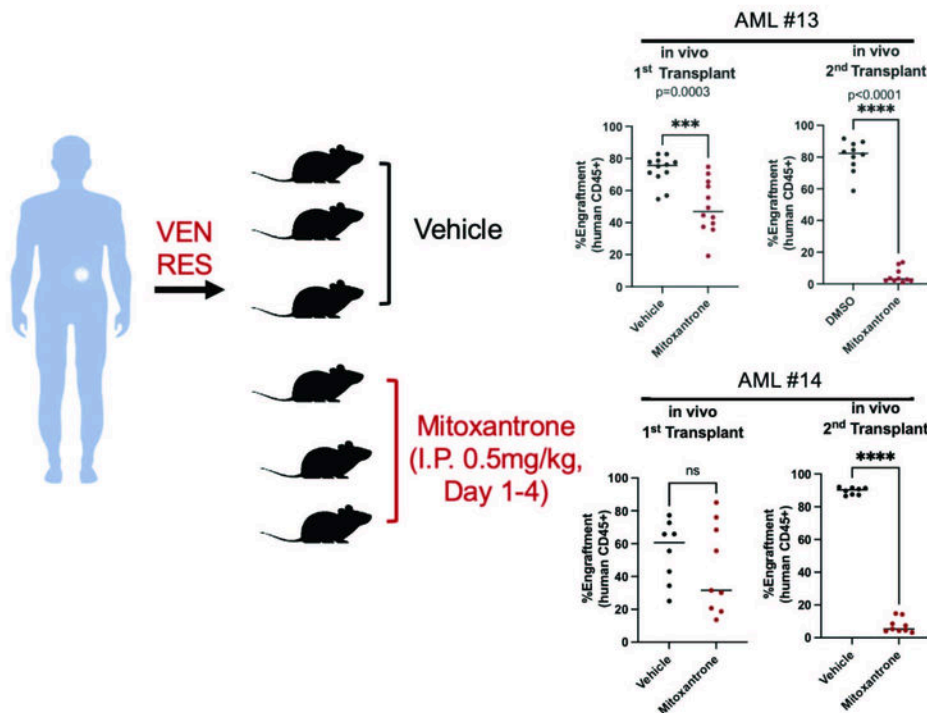 VEN
RES
Vehicle
Mitoxantrone
(I.P. 0.5mg/kg,
Day 1-4)
AML #13
in vivo
1st Transplant
p=0.0003
***
%Engraftment
(human CD45+)
100
80
60
40
20
0
Vehicle
Mitoxantrone
in vivo
2nd Transplant
p<0.0001
****
%Engraftment
(human CD45+)
100
80
60
40
20
0
DMSO
Mitoxantrone
AML #14
in vivo
1st Transplant
ns
%Engraftment
(human CD45+)
100
80
60
40
20
0
Vehicle
Mitoxantrone
in vivo
2nd Transplant
****
%Engraftment
(human CD45+)
100
80
60
40
20
0
Vehicle
Mitoxantrone